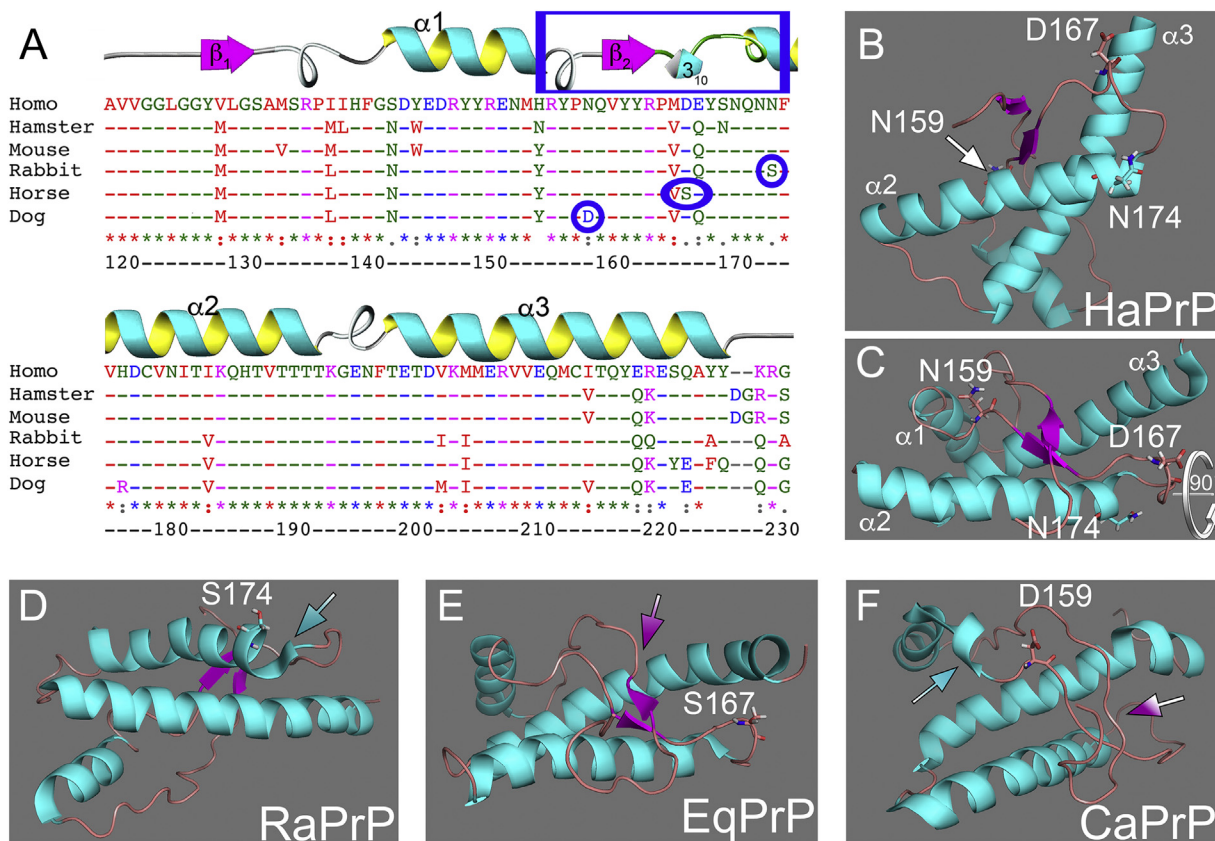 A
α1
β1
β2
3₁₀
Homo AVVGGLGGYVLGSAMSRPIIHFGSDYEDRYYRENMHRYPNQVYYRPMDEYSNQNNF
Hamster ---------M--------ML---N-W---------N----------V-Q-N-----
Mouse ---------M----V---M----N-W---------Y----------V-Q-------
Rabbit ---------M--------L----N-----------Y----------V-Q-----S-
Horse ---------M--------L----N-----------Y----------VS--------
Dog ---------M--------L----N-----------Y---D------V-Q-------
*********:****:***::***.*:*********.***:******:..*.***.*
120------130------140------150------160------170
α2
α3
Homo VHDCVNITIKQHTVTTTTKGENFTETDVKMMERVVEQMCITQYERESQAYY--KRG
Hamster ---------------------------------------V---QK------DGR-S
Mouse ---------------------------------------V---QK------DGR-S
Rabbit --------V------------------I-I-------------QQ----A---Q-A
Horse --------V--------------------I-------------QK-YE-FQ--Q-G
Dog -R------V------------------M-I---------V---QK--E-----Q-G
----180------190------200------210------220------230
B
D167
α3
N159
α2
N174
HaPrP
C
N159
α3
α1
D167
90
α2
N174
D
S174
RaPrP
E
S167
EqPrP
F
D159
CaPrP